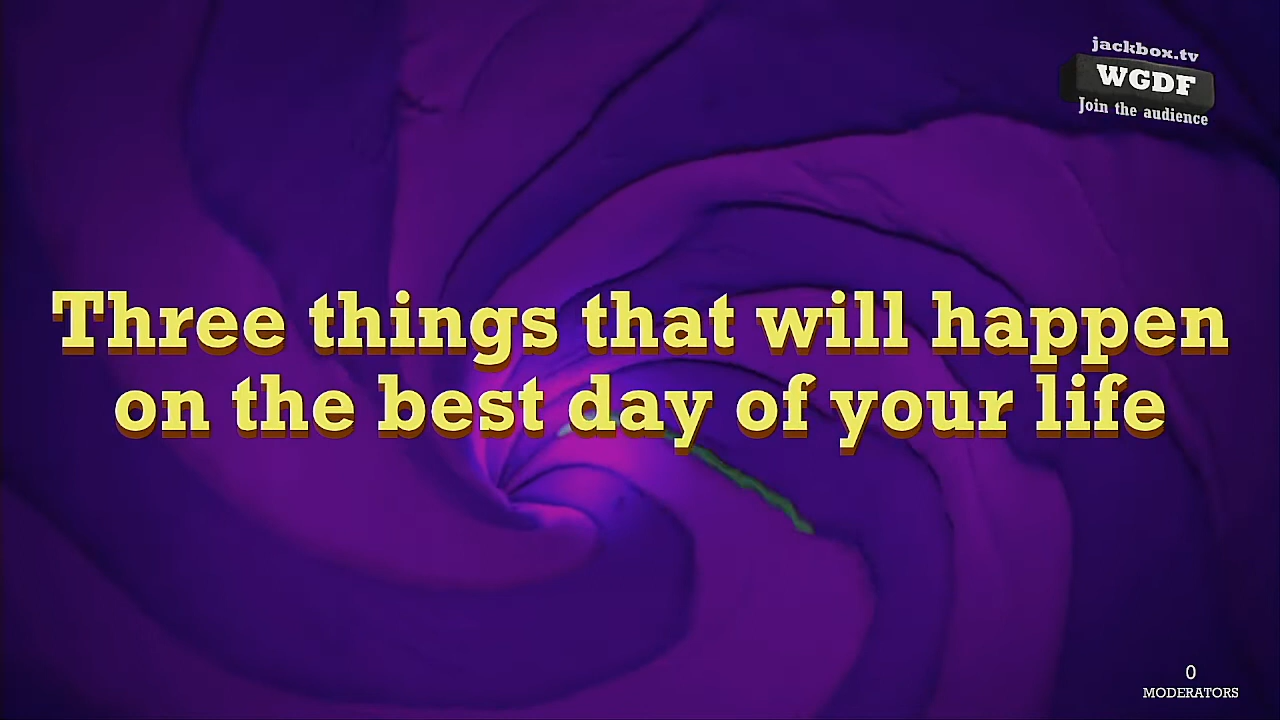 jackbox.tv
WGDF
Join the audience
Three things that will happen
on the best day of your life
0
MODERATORS